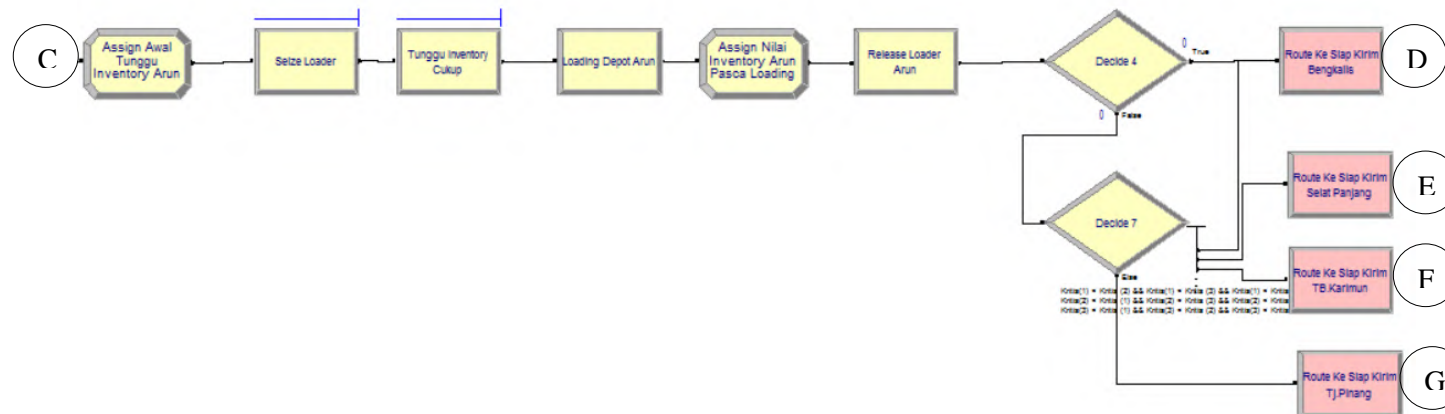 C
Assign Awal
Tunggu
Inventory Arun
Seize Loader
Tunggu Inventory
Cukup
Loading Depot Arun
Assign Nilai
Inventory Arun
Pasca Loading
Release Loader
Arun
Decide 4
0
True
0
False
Route Ke Siap Kirim
Bengkalis
D
Decide 7
Else
Route Ke Siap Kirim
Selat Panjang
E
Route Ke Siap Kirim
TB.Karimun
F
Route Ke Siap Kirim
Tj.Pinang
G